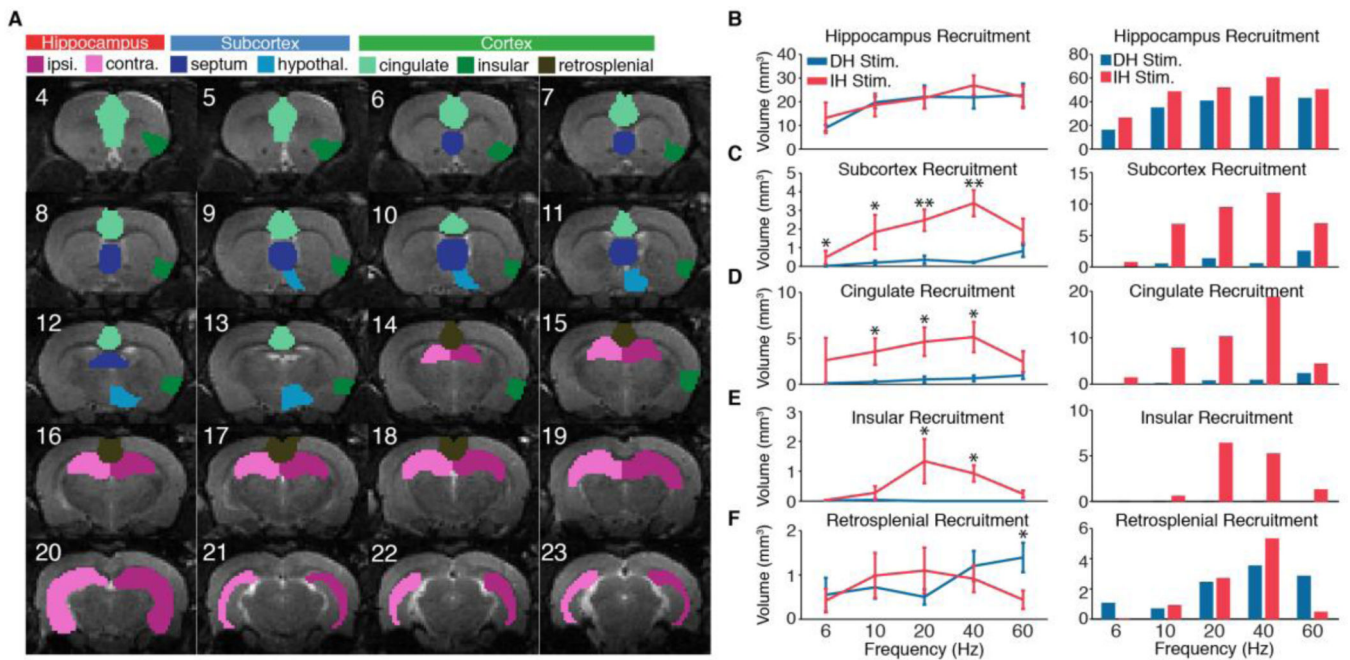 A
Hippocampus Subcortex Cortex
ipsi. contra. septum hypothal. cingulate insular retrosplenial
4 5 6 7
8 9 10 11
12 13 14 15
16 17 18 19
20 21 22 23
B
Hippocampus Recruitment
DH Stim.
IH Stim.
Volume (mm³)
40
30
20
10
0
Hippocampus Recruitment
DH Stim.
IH Stim.
80
60
40
20
0
C
Subcortex Recruitment
Volume (mm³)
5
4
3
2
1
0
* * ** **
Subcortex Recruitment
15
10
5
0
D
Cingulate Recruitment
Volume (mm³)
10
5
0
* * *
Cingulate Recruitment
20
10
0
E
Insular Recruitment
Volume (mm³)
3
2
1
0
* *
Insular Recruitment
10
5
0
F
Retrosplenial Recruitment
Volume (mm³)
2
1
0
*
6 10 20 40 60
Frequency (Hz)
Retrosplenial Recruitment
6
4
2
0
6 10 20 40 60
Frequency (Hz)